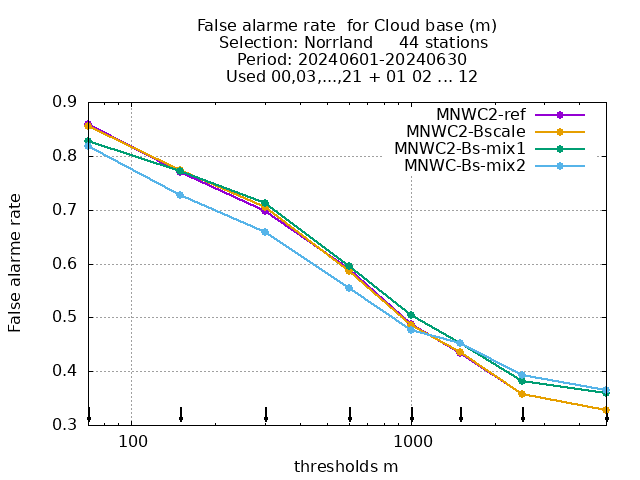 False alarme rate  for Cloud base (m)
Selection: Norrland     44 stations
Period: 20240601-20240630
Used 00,03,...,21 + 01 02 ... 12
MNWC2-ref
MNWC2-Bscale
MNWC2-Bs-mix1
MNWC-Bs-mix2
False alarme rate
0.9
0.8
0.7
0.6
0.5
0.4
0.3
100
1000
thresholds m